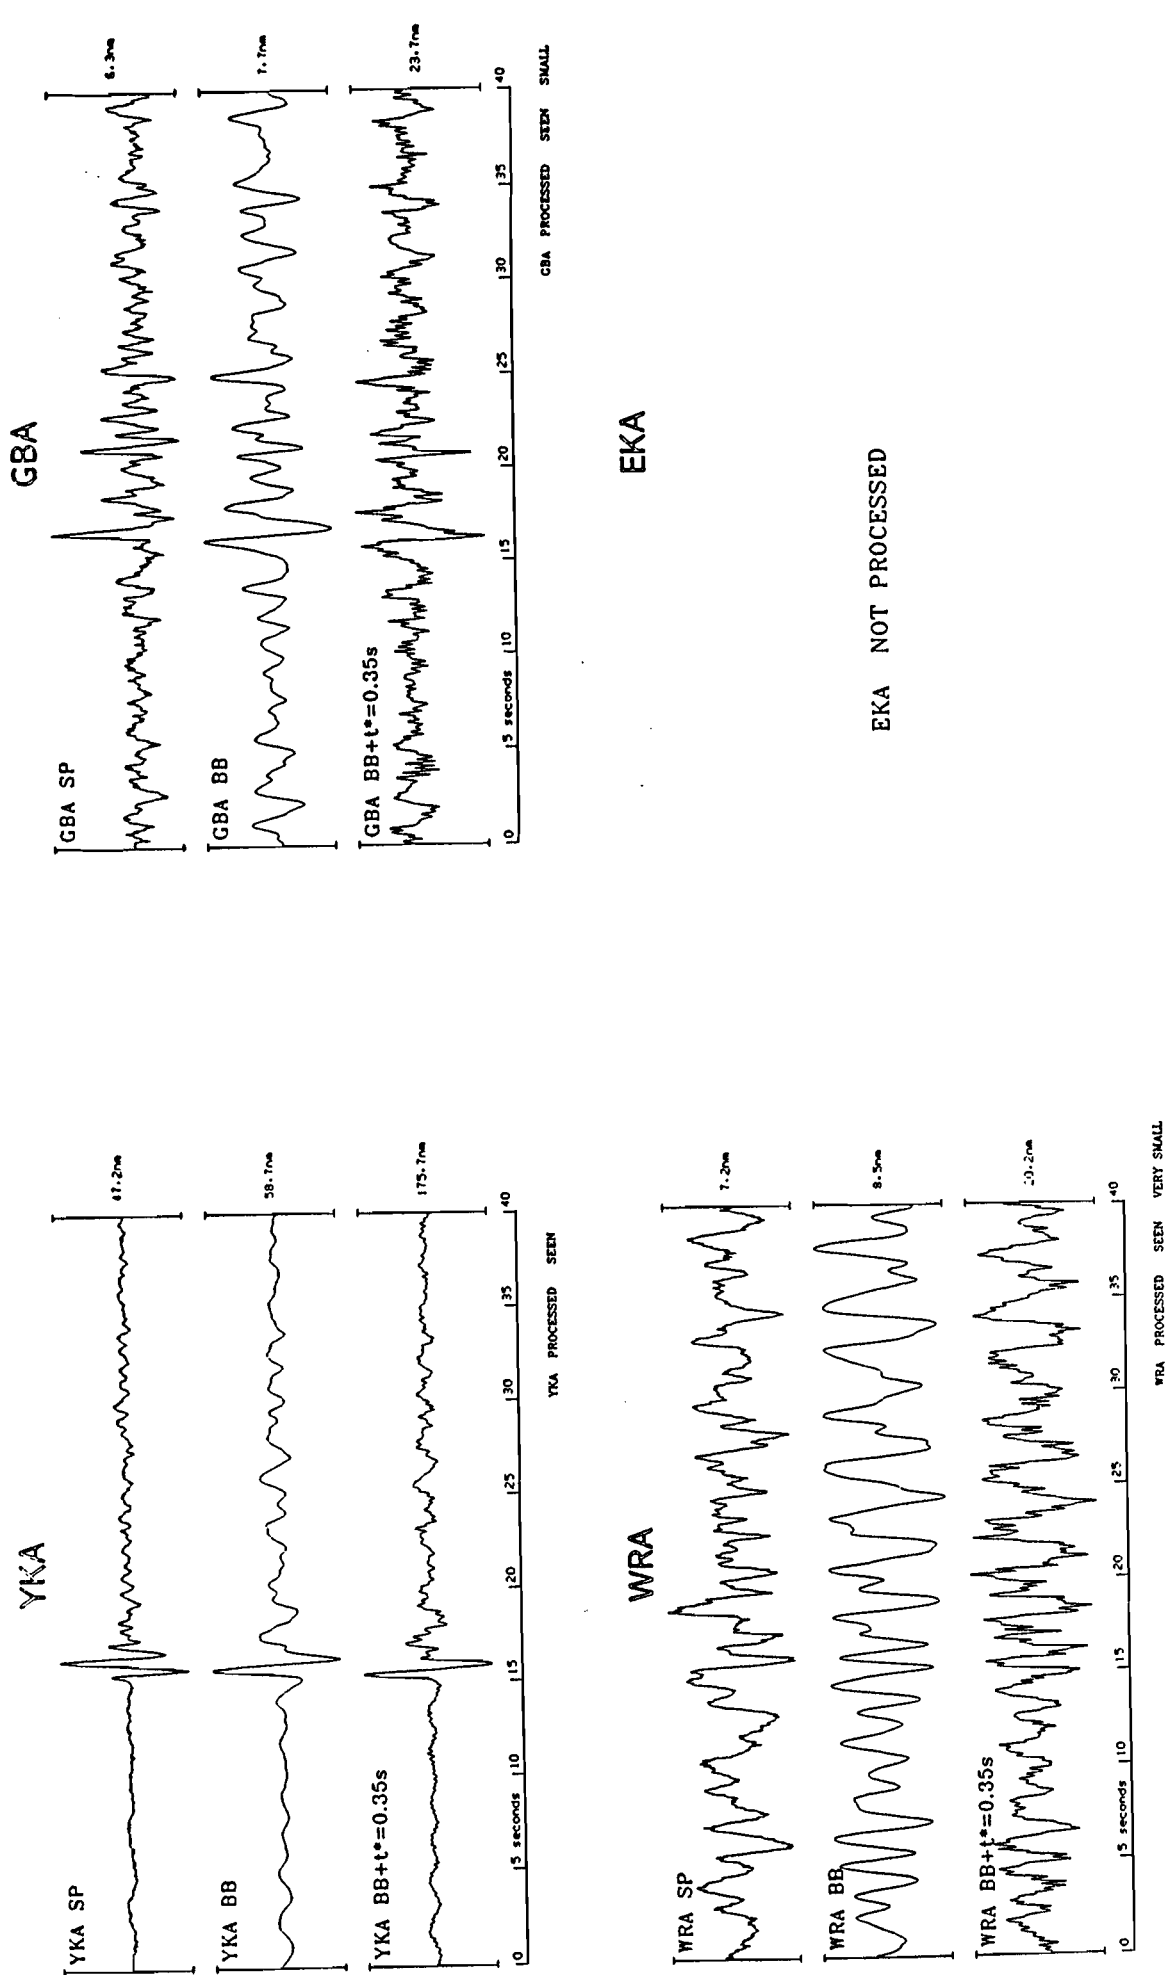 YKA
YKA SP
47.2nm
YKA BB
58.7nm
YKA BB+t*=0.35s
175.7nm
0 5 seconds 10 15 20 25 30 35 40
YKA PROCESSED SEEN
GBA
GBA SP
6.3nm
GBA BB
7.7nm
GBA BB+t*=0.35s
23.7nm
0 5 seconds 10 15 20 25 30 35 40
GBA PROCESSED SEEN SMALL
WRA
WRA SP
7.2nm
WRA BB
8.5nm
WRA BB+t*=0.35s
0 5 seconds 10 15 20 25 30 35 40
WRA PROCESSED SEEN VERY SMALL
EKA
EKA NOT PROCESSED